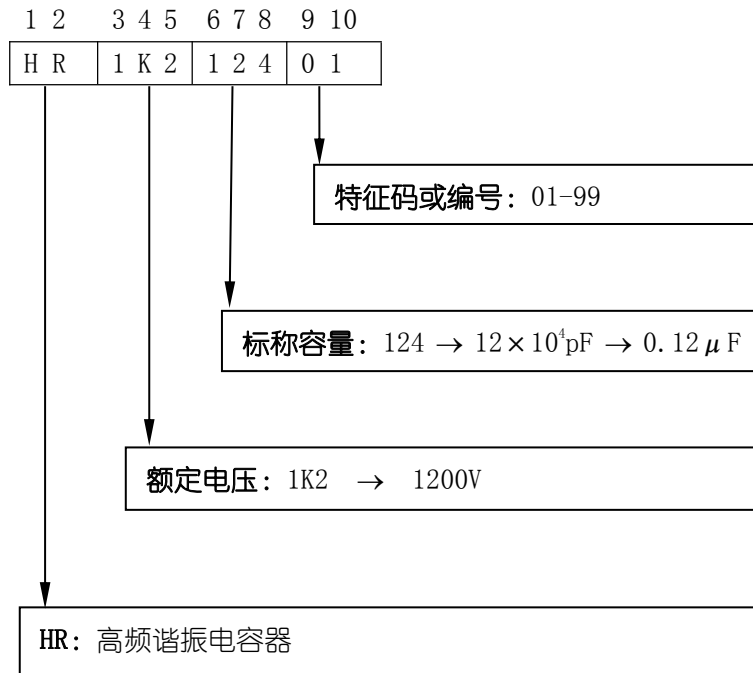 1 2 3 4 5 6 7 8 9 10
H R 1 K 2 1 2 4 0 1
特征码或编号: 01-99
标称容量: 124 → 12×10⁴pF → 0.12μF
额定电压: 1K2 → 1200V
HR: 高频谐振电容器